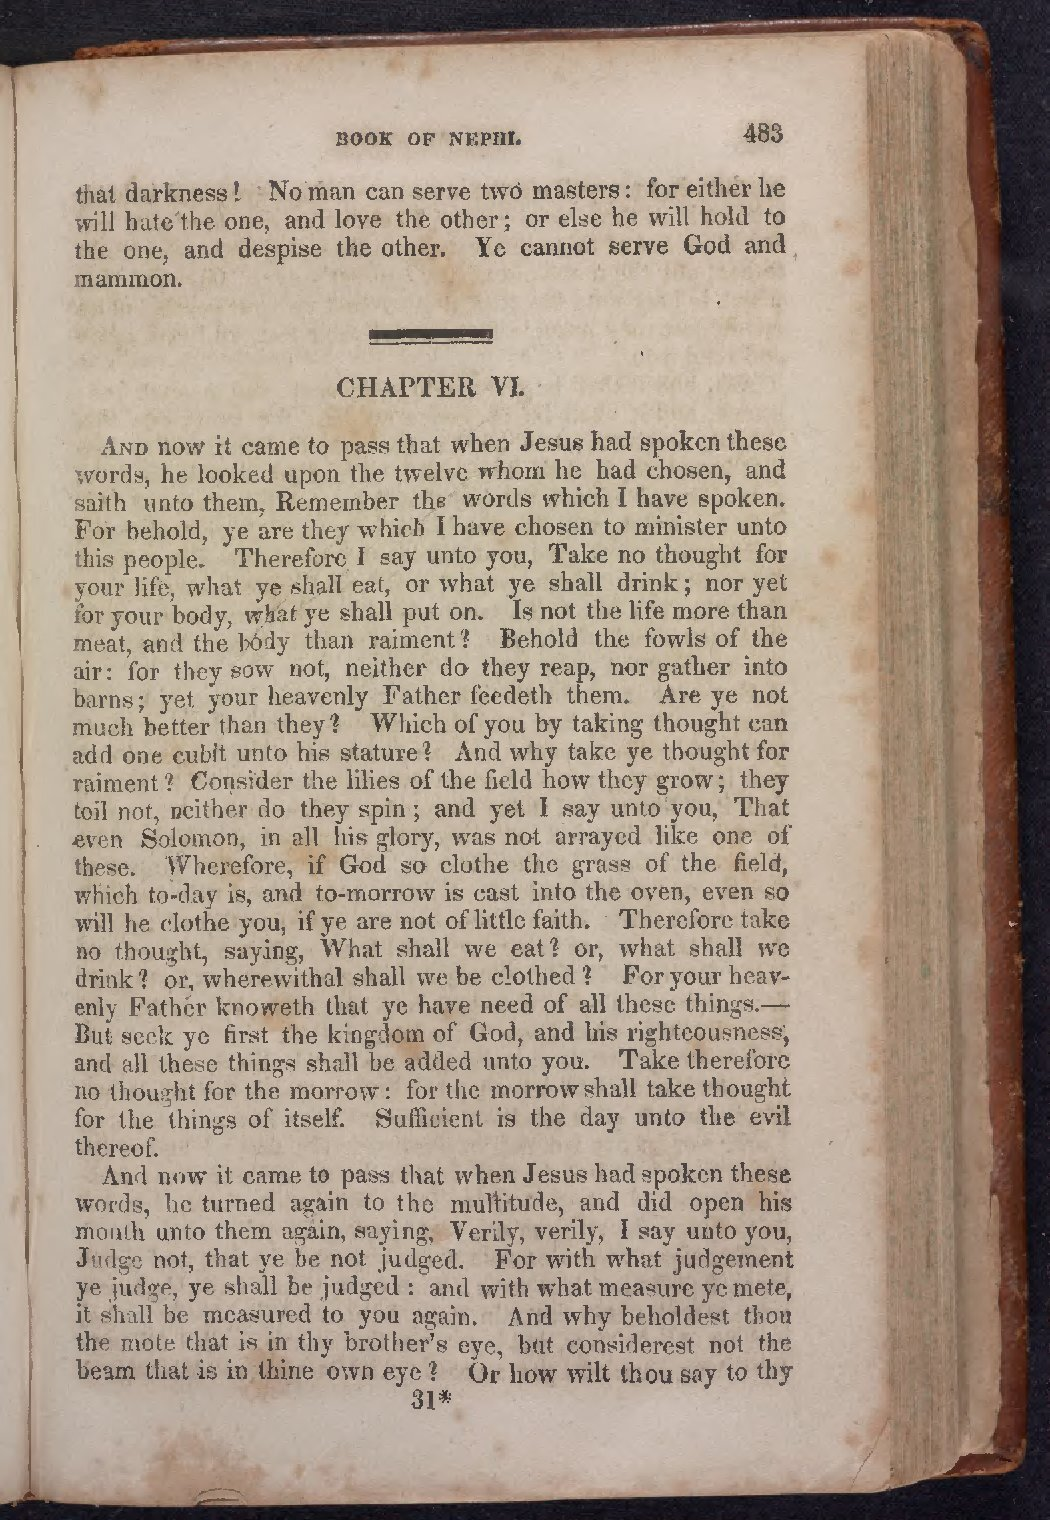 BOOK OF NEPHI. 483
that darkness! No man can serve two masters: for either he
will hate the one, and love the other; or else he will hold to
the one, and despise the other. Ye cannot serve God and
mammon.
CHAPTER VI.
AND now it came to pass that when Jesus had spoken these
words, he looked upon the twelve whom he had chosen, and
saith unto them, Remember the words which I have spoken.
For behold, ye are they which I have chosen to minister unto
this people. Therefore I say unto you, Take no thought for
your life, what ye shall eat, or what ye shall drink; nor yet
for your body, what ye shall put on. Is not the life more than
meat, and the body than raiment? Behold the fowls of the
air: for they sow not, neither do they reap, nor gather into
barns; yet your heavenly Father feedeth them. Are ye not
much better than they? Which of you by taking thought can
add one cubit unto his stature? And why take ye thought for
raiment? Consider the lilies of the field how they grow; they
toil not, neither do they spin; and yet I say unto you, That
even Solomon, in all his glory, was not arrayed like one of
these. Wherefore, if God so clothe the grass of the field,
which to-day is, and to-morrow is cast into the oven, even so
will he clothe you, if ye are not of little faith. Therefore take
no thought, saying, What shall we eat? or, what shall we
drink? or, wherewithal shall we be clothed? For your heav-
enly Father knoweth that ye have need of all these things.—
But seek ye first the kingdom of God, and his righteousness,
and all these things shall be added unto you. Take therefore
no thought for the morrow: for the morrow shall take thought
for the things of itself. Sufficient is the day unto the evil
thereof.
And now it came to pass that when Jesus had spoken these
words, he turned again to the multitude, and did open his
mouth unto them again, saying, Verily, verily, I say unto you,
Judge not, that ye be not judged. For with what judgement
ye judge, ye shall be judged: and with what measure ye mete,
it shall be measured to you again. And why beholdest thou
the mote that is in thy brother's eye, but considerest not the
beam that is in thine own eye? Or how wilt thou say to thy
31*